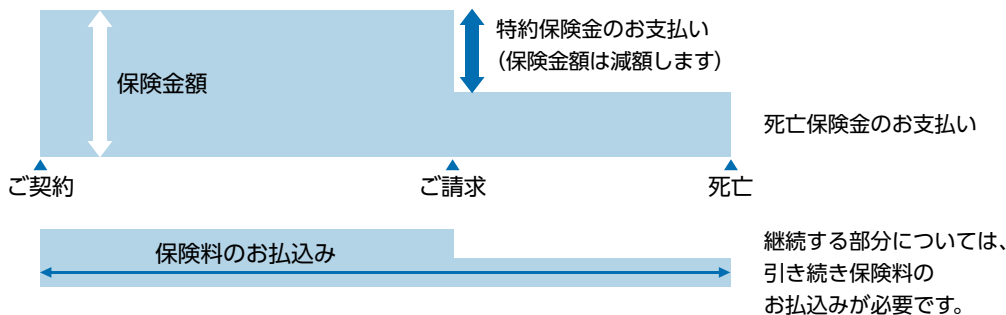 特約保険金のお支払い
（保険金額は減額します）
保険金額
死亡保険金のお支払い
ご契約
ご請求
死亡
保険料のお払込み
継続する部分については、
引き続き保険料の
お払込みが必要です。